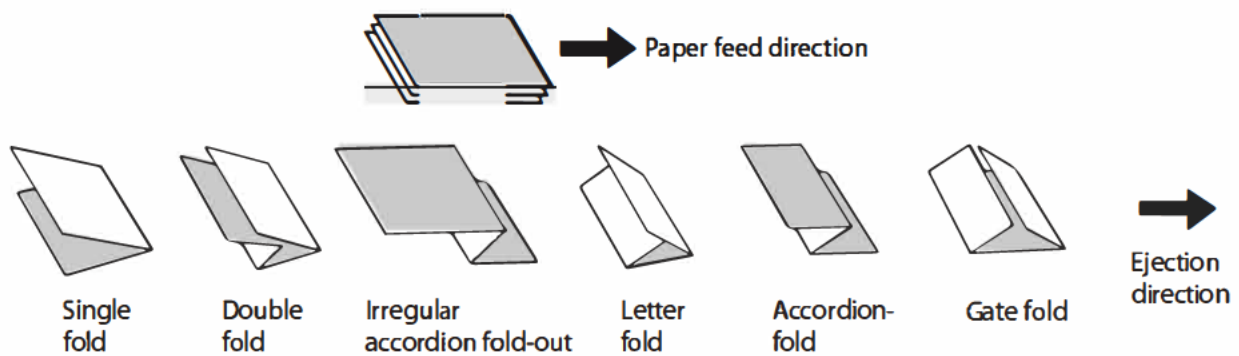 Paper feed direction
Single
fold
Double
fold
Irregular
accordion fold-out
Letter
fold
Accordion-
fold
Gate fold
Ejection
direction